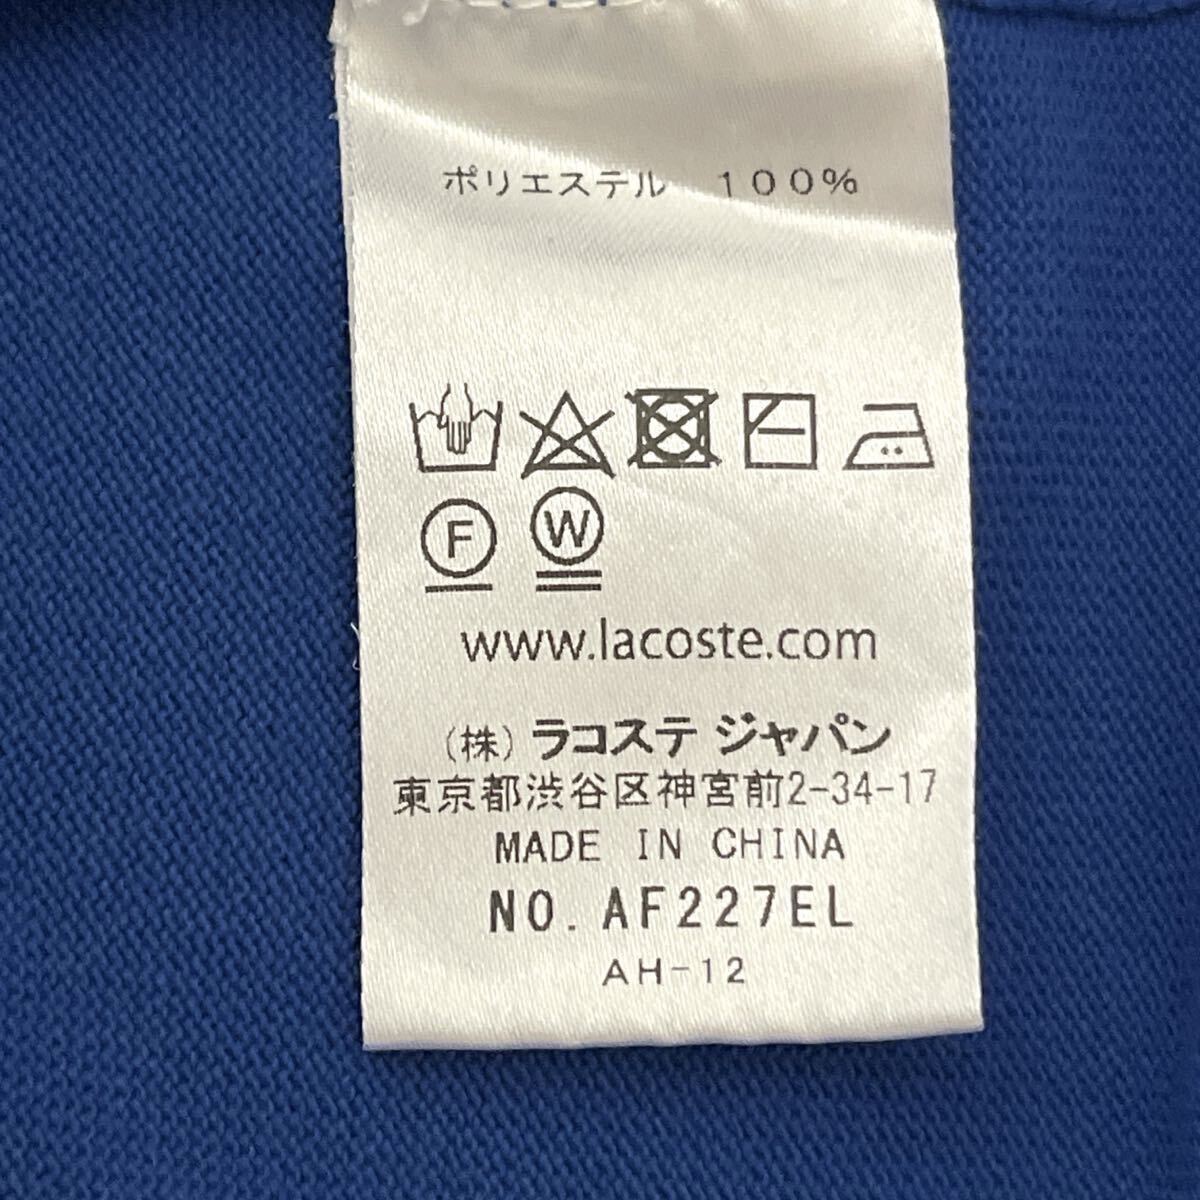 ポリエステル 100%
F W
www.lacoste.com
(株) ラコステ ジャパン
東京都渋谷区神宮前2-34-17
MADE IN CHINA
NO. AF227EL
AH-12